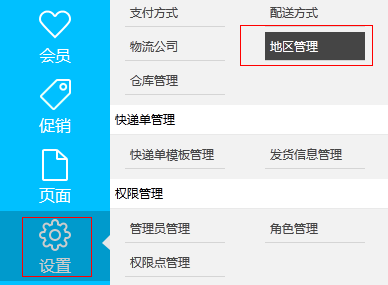 会员
促销
页面
设置
支付方式 配送方式
物流公司 地区管理
仓库管理
快递单管理
快递单模板管理 发货信息管理
权限管理
管理员管理 角色管理
权限点管理